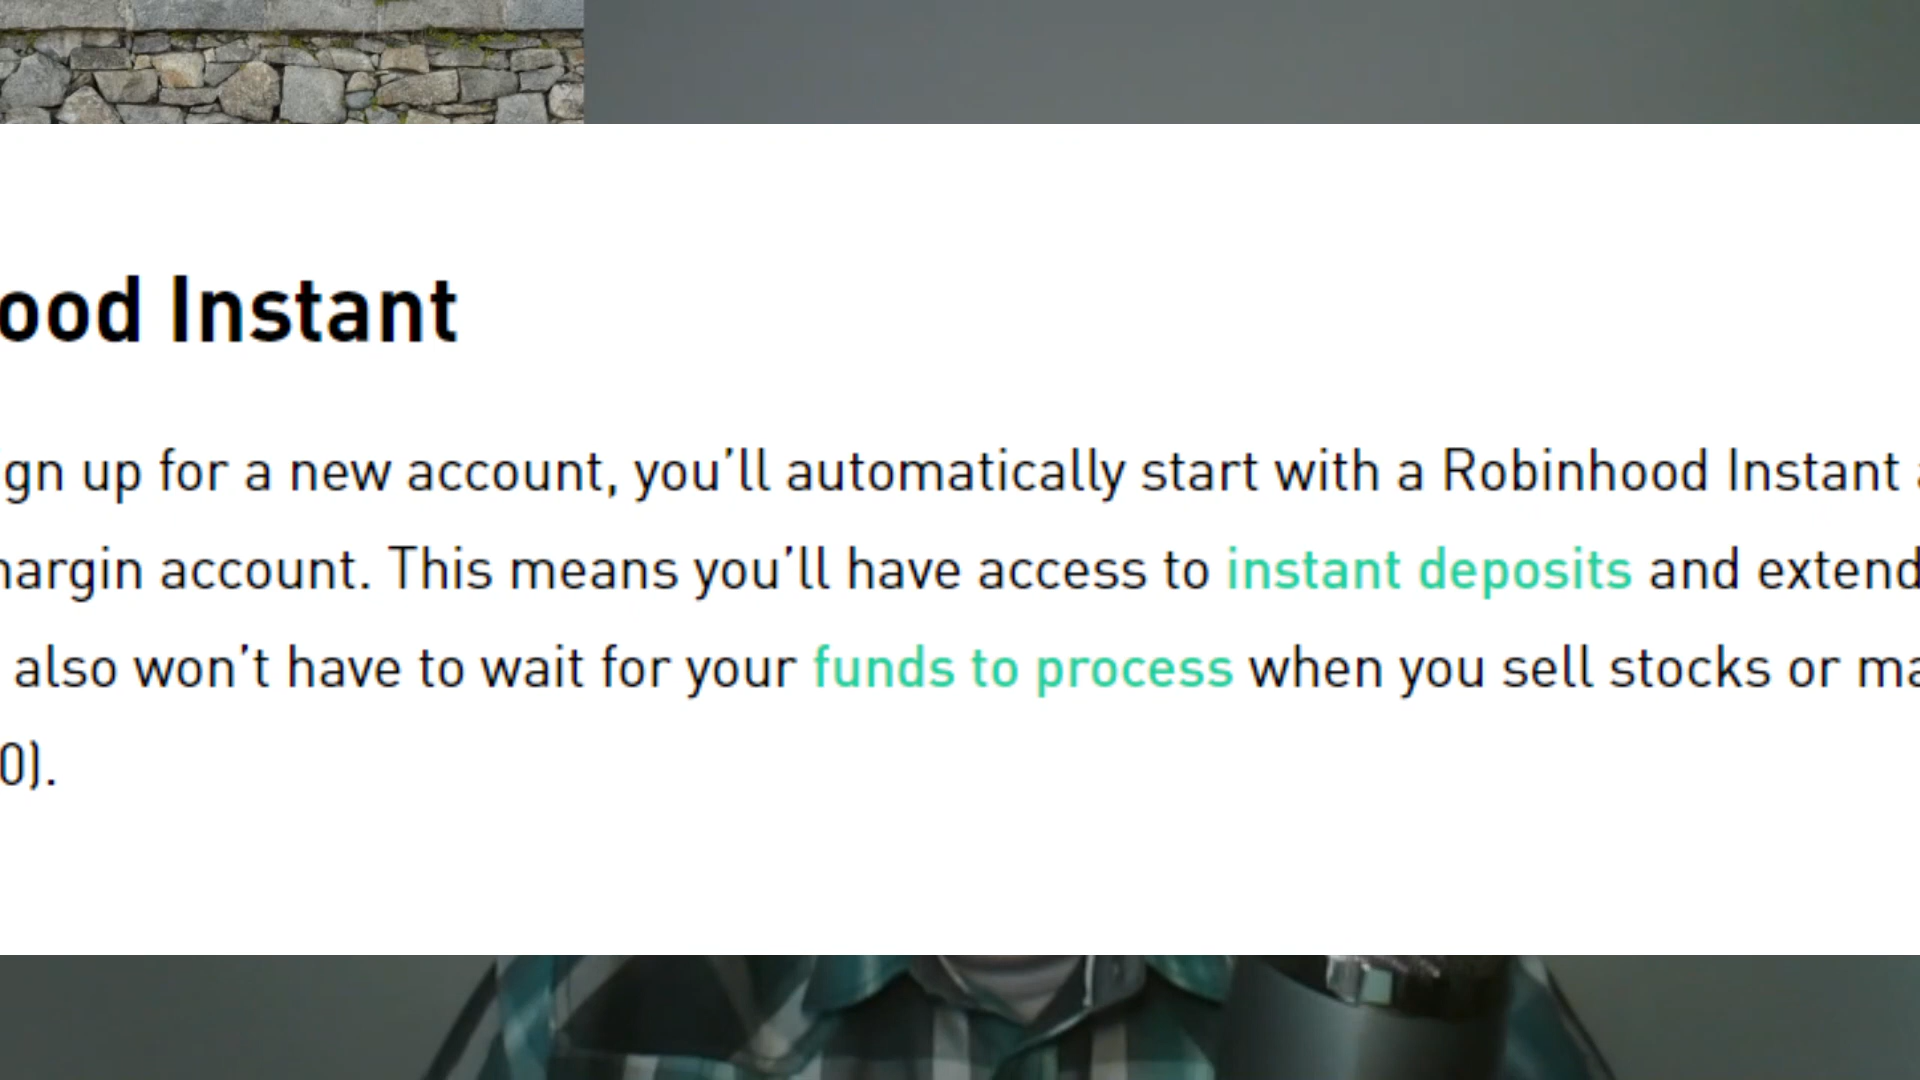 ood Instant
gn up for a new account, you’ll automatically start with a Robinhood Instant
argin account. This means you’ll have access to instant deposits and extend
also won’t have to wait for your funds to process when you sell stocks or ma
0).